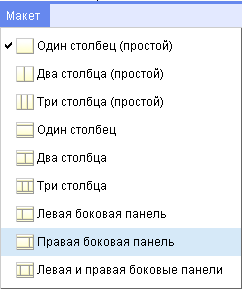 Макет
Один столбец (простой)
Два столбца (простой)
Три столбца (простой)
Один столбец
Два столбца
Три столбца
Левая боковая панель
Правая боковая панель
Левая и правая боковые панели